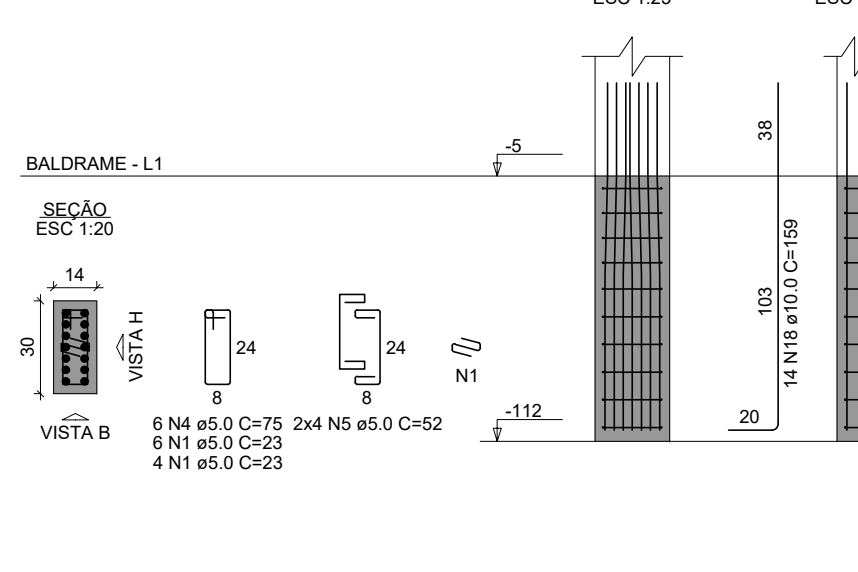 ESC 1:25
ESC
BALDRAME - L1
-5
SEÇÃO
ESC 1:20
14
30
VISTA H
VISTA B
24
8
6 N4 ø5.0 C=75
6 N1 ø5.0 C=23
4 N1 ø5.0 C=23
24
8
2x4 N5 ø5.0 C=52
N1
-112
38
103
20
14 N18 ø10.0 C=159